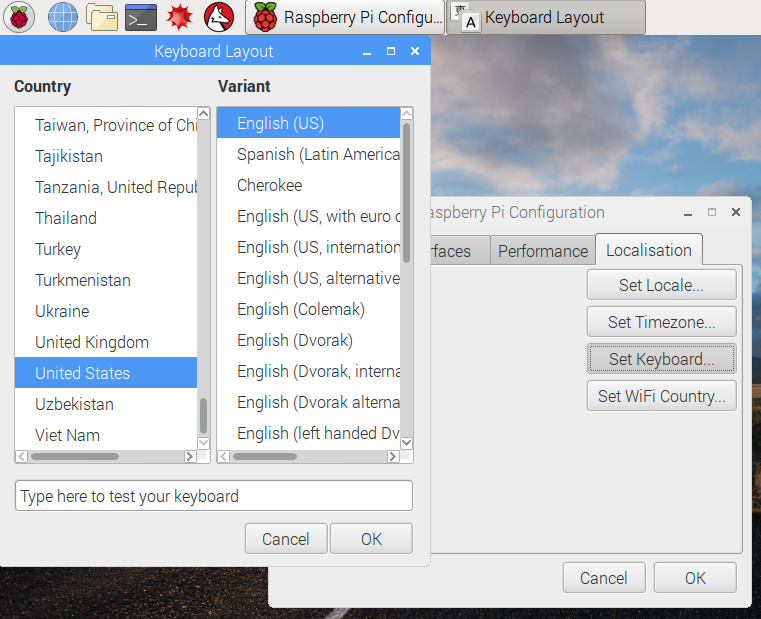 Raspberry Pi Configu...
Keyboard Layout
Keyboard Layout
Country
Variant
Taiwan, Province of Chi
Tajikistan
Tanzania, United Repub
Thailand
Turkey
Turkmenistan
Ukraine
United Kingdom
United States
Uzbekistan
Viet Nam
English (US)
Spanish (Latin America
Cherokee
English (US, with euro o
English (US, internation
English (US, alternative
English (Colemak)
English (Dvorak)
English (Dvorak, interna
English (Dvorak alterna
English (left handed Dv
Type here to test your keyboard
Cancel
OK
aspberry Pi Configuration
rfaces
Performance
Localisation
Set Locale...
Set Timezone...
Set Keyboard...
Set WiFi Country...
Cancel
OK